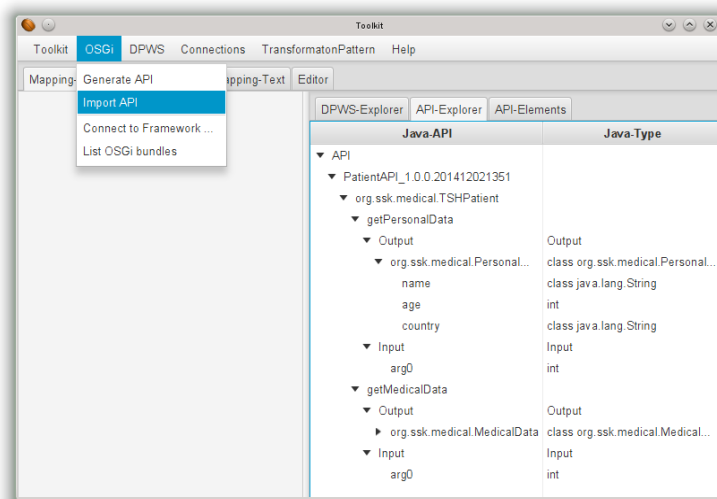 Toolkit
Toolkit OSGi DPWS Connections TransformatonPattern Help
Mapping- apping-Text Editor
Generate API
Import API
Connect to Framework ...
List OSGi bundles
DPWS-Explorer API-Explorer API-Elements
Java-API Java-Type
API
PatientAPI_1.0.0.201412021351
org.ssk.medical.TSHPatient
getPersonalData
Output Output
org.ssk.medical.Personal... class org.ssk.medical.Personal...
name class java.lang.String
age int
country class java.lang.String
Input Input
arg0 int
getMedicalData
Output Output
org.ssk.medical.MedicalData class org.ssk.medical.Medical...
Input Input
arg0 int